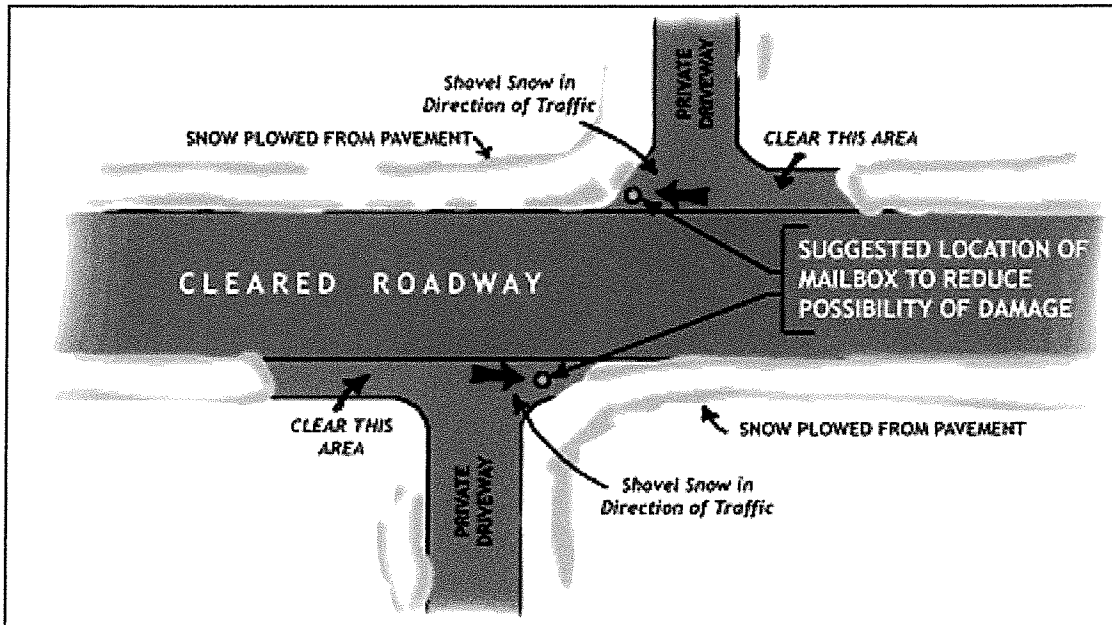 Shovel Snow in
Direction of Traffic
PRIVATE
DRIVEWAY
SNOW PLOWED FROM PAVEMENT
CLEAR THIS AREA
CLEARED ROADWAY
SUGGESTED LOCATION OF
MAILBOX TO REDUCE
POSSIBILITY OF DAMAGE
CLEAR THIS
AREA
SNOW PLOWED FROM PAVEMENT
PRIVATE
DRIVEWAY
Shovel Snow in
Direction of Traffic